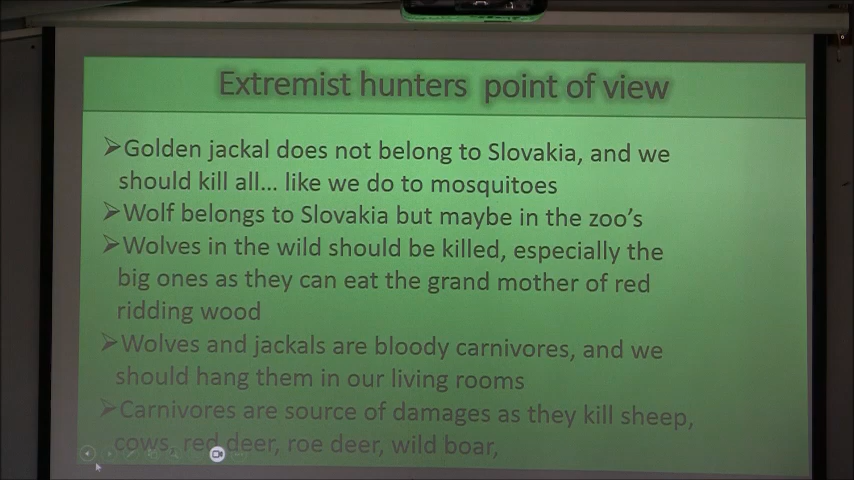 Extremist hunters point of view
➢Golden jackal does not belong to Slovakia, and we
should kill all... like we do to mosquitoes
➢Wolf belongs to Slovakia but maybe in the zoo's
➢Wolves in the wild should be killed, especially the
big ones as they can eat the grand mother of red
ridding wood
➢Wolves and jackals are bloody carnivores, and we
should hang them in our living rooms
➢Carnivores are source of damages as they kill sheep,
cows, red deer, roe deer, wild boar,